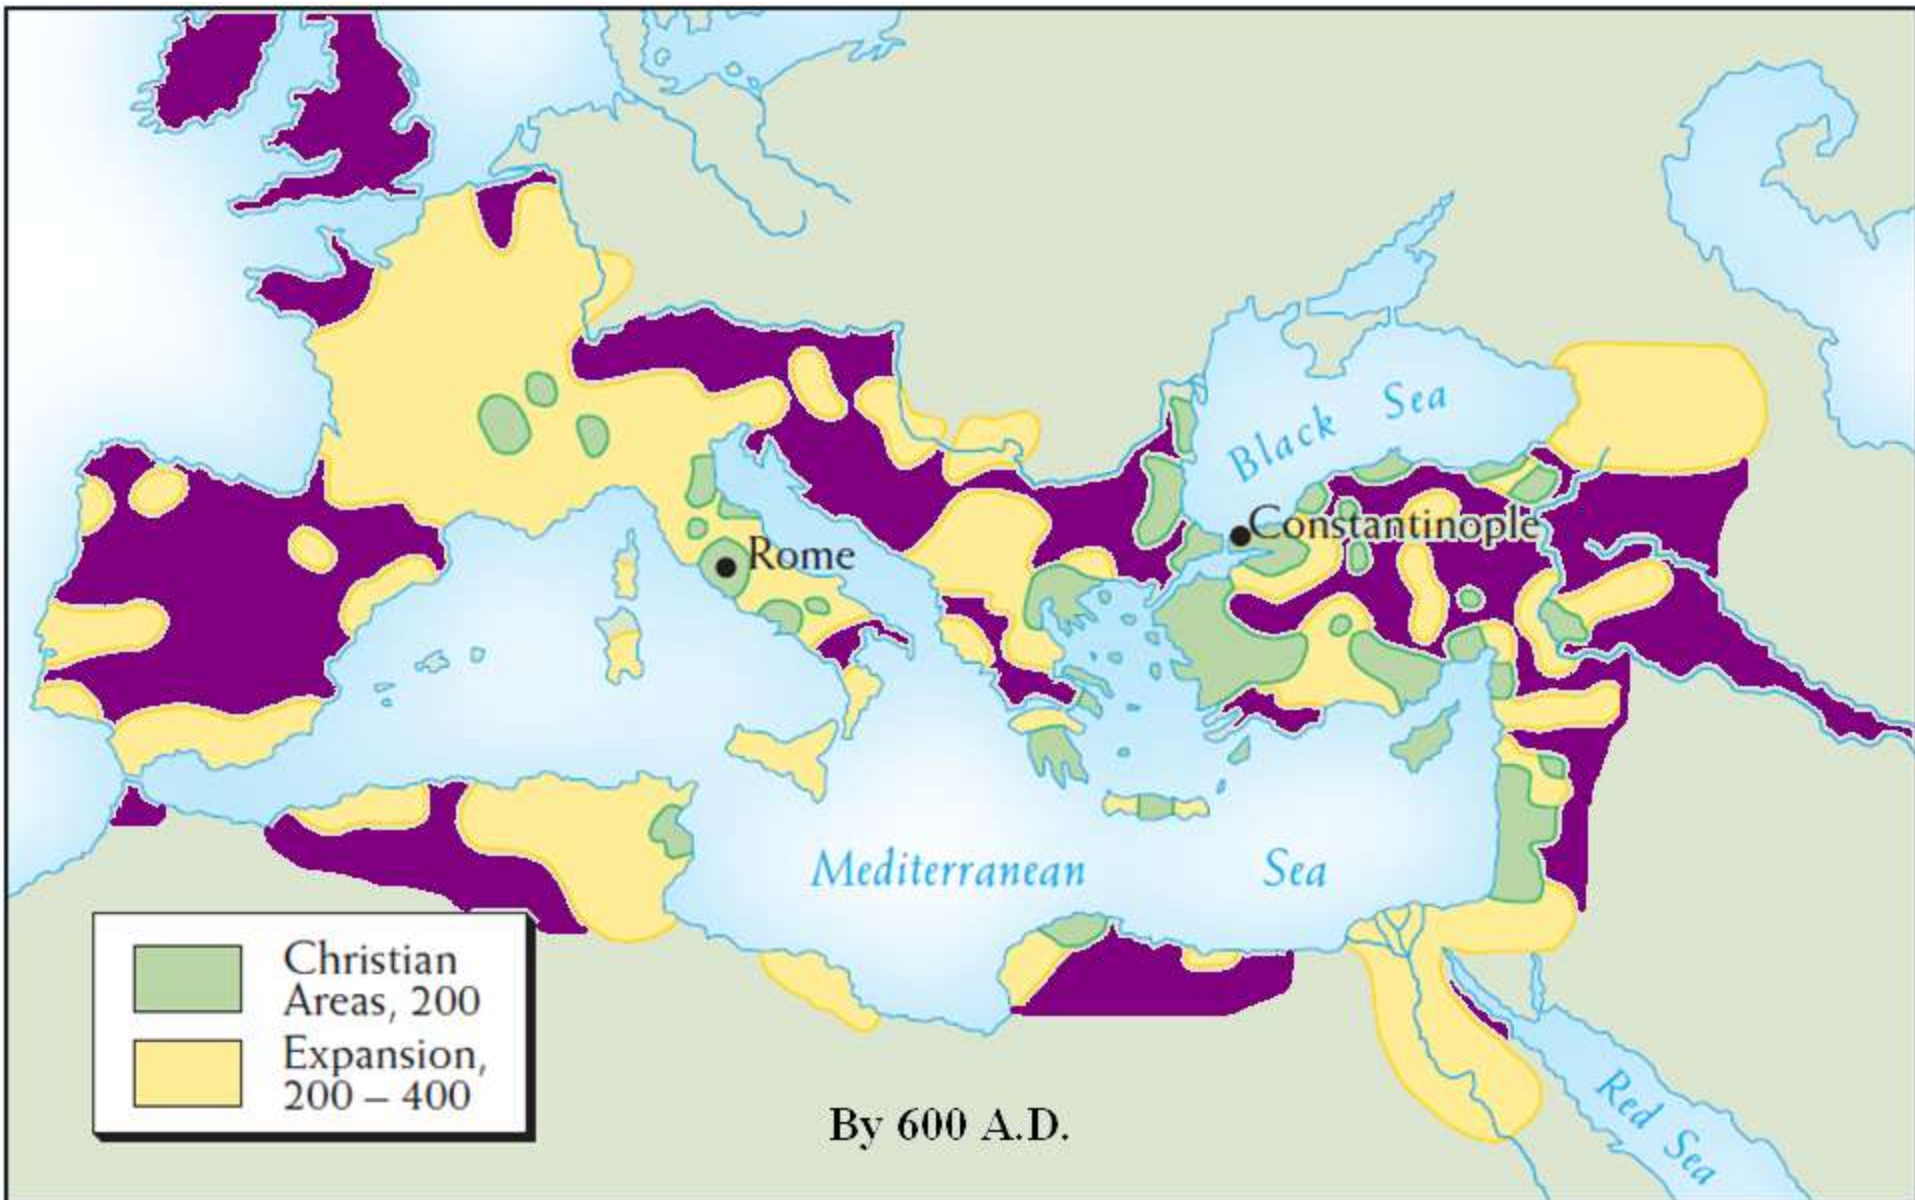 Black Sea
Constantinople
Rome
Mediterranean Sea
Christian
Areas, 200
Expansion,
200 – 400
By 600 A.D.
Red Sea